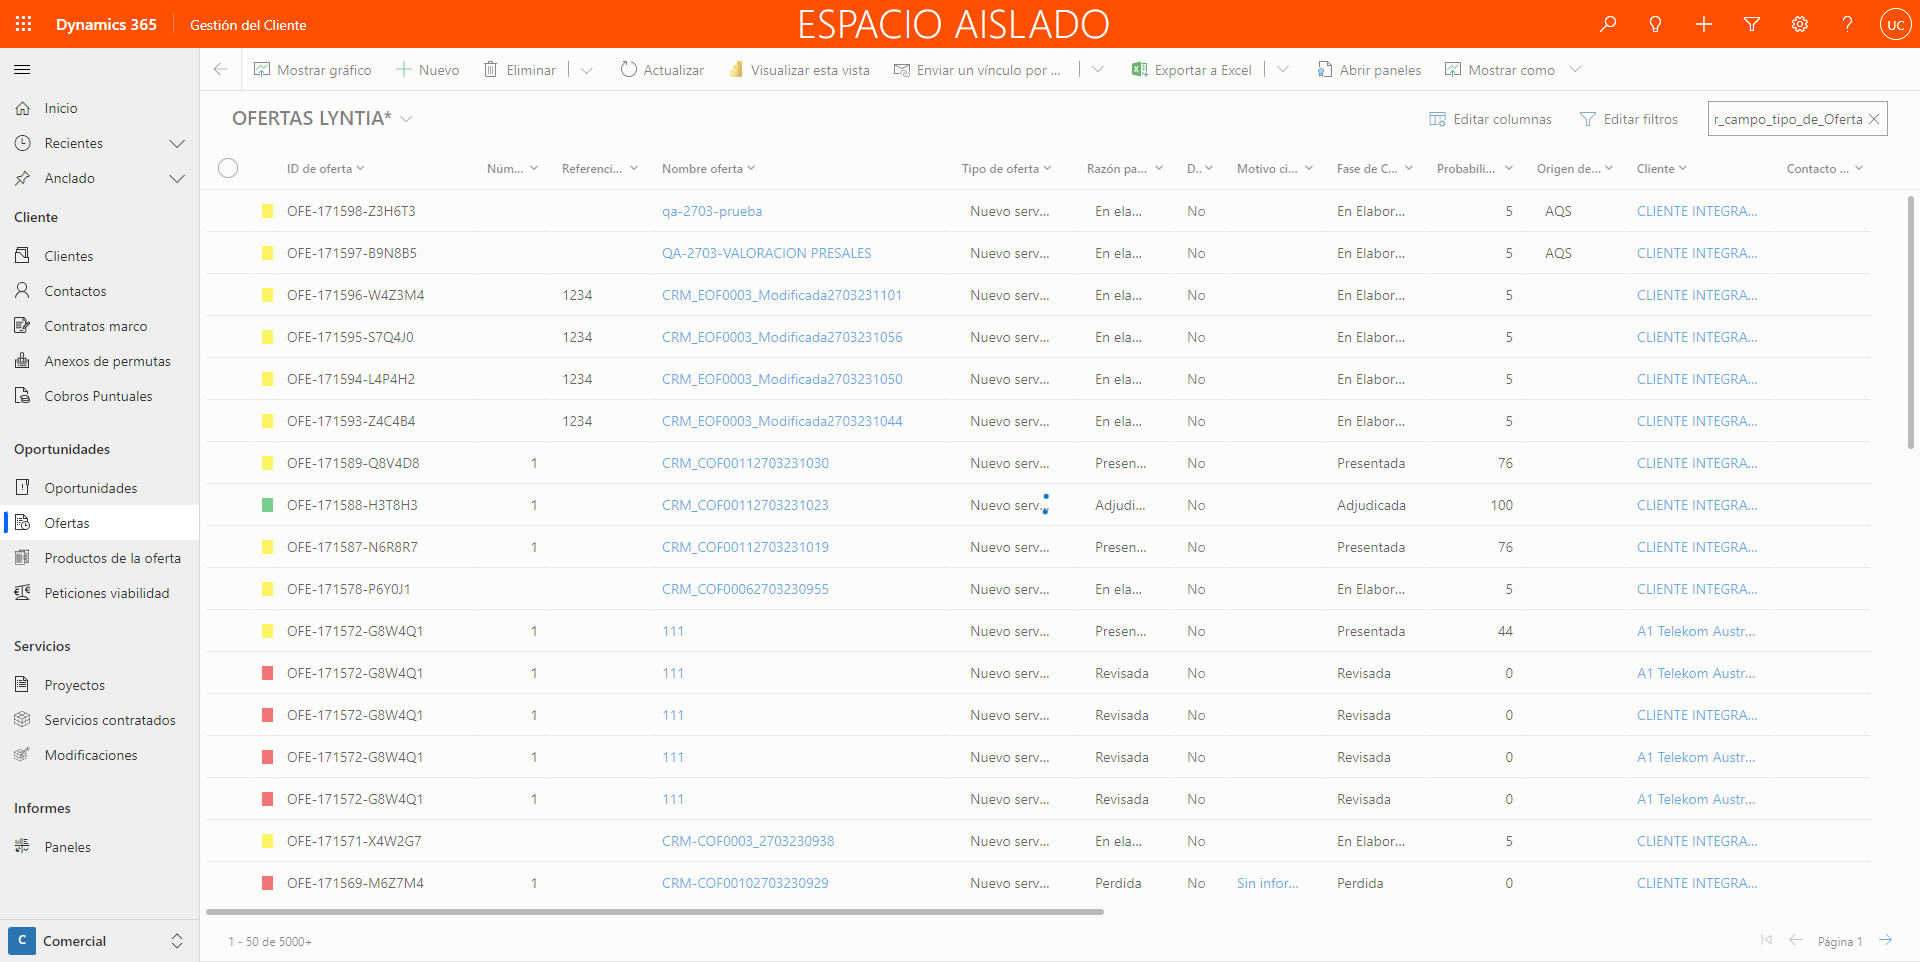 Dynamics 365 Gestión del Cliente ESPACIO AISLADO ? UC
Mostrar gráfico Nuevo Eliminar Actualizar Visualizar esta vista Enviar un vínculo por ... Exportar a Excel Abrir paneles Mostrar como
Inicio
Recientes
Anclado
Cliente
Clientes
Contactos
Contratos marco
Anexos de permutas
Cobros Puntuales
Oportunidades
Oportunidades
Ofertas
Productos de la oferta
Peticiones viabilidad
Servicios
Proyectos
Servicios contratados
Modificaciones
Informes
Paneles
C Comercial
OFERTAS LYNTIA* Editar columnas Editar filtros r_campo_tipo_de_Oferta
ID de oferta Núm... Referenci... Nombre oferta Tipo de oferta Razón pa... D... Motivo ci... Fase de C... Probabili... Origen de... Cliente Contacto ...
OFE-171598-Z3H6T3 qa-2703-prueba Nuevo serv... En ela... No En Elabor... 5 AQS CLIENTE INTEGRA...
OFE-171597-B9N8B5 QA-2703-VALORACION PRESALES Nuevo serv... En ela... No En Elabor... 5 AQS CLIENTE INTEGRA...
OFE-171596-W4Z3M4 1234 CRM_EOF0003_Modificada2703231101 Nuevo serv... En ela... No En Elabor... 5 CLIENTE INTEGRA...
OFE-171595-S7Q4J0 1234 CRM_EOF0003_Modificada2703231056 Nuevo serv... En ela... No En Elabor... 5 CLIENTE INTEGRA...
OFE-171594-L4P4H2 1234 CRM_EOF0003_Modificada2703231050 Nuevo serv... En ela... No En Elabor... 5 CLIENTE INTEGRA...
OFE-171593-Z4C4B4 1234 CRM_EOF0003_Modificada2703231044 Nuevo serv... En ela... No En Elabor... 5 CLIENTE INTEGRA...
OFE-171589-Q8V4D8 1 CRM_COF00112703231030 Nuevo serv... Presen... No Presentada 76 CLIENTE INTEGRA...
OFE-171588-H3T8H3 1 CRM_COF00112703231023 Nuevo serv... Adjudi... No Adjudicada 100 CLIENTE INTEGRA...
OFE-171587-N6R8R7 1 CRM_COF00112703231019 Nuevo serv... Presen... No Presentada 76 CLIENTE INTEGRA...
OFE-171578-P6Y0J1 1 CRM_COF00062703230955 Nuevo serv... En ela... No En Elabor... 5 CLIENTE INTEGRA...
OFE-171572-G8W4Q1 1 111 Nuevo serv... Presen... No Presentada 44 A1 Telekom Austr...
OFE-171572-G8W4Q1 1 111 Nuevo serv... Revisada No Revisada 0 A1 Telekom Austr...
OFE-171572-G8W4Q1 1 111 Nuevo serv... Revisada No Revisada 0 CLIENTE INTEGRA...
OFE-171572-G8W4Q1 1 111 Nuevo serv... Revisada No Revisada 0 A1 Telekom Austr...
OFE-171572-G8W4Q1 1 111 Nuevo serv... Revisada No Revisada 0 A1 Telekom Austr...
OFE-171571-X4W2G7 CRM-COF0003_2703230938 Nuevo serv... En ela... No En Elabor... 5 CLIENTE INTEGRA...
OFE-171569-M6Z7M4 1 CRM-COF00102703230929 Nuevo serv... Perdida No Sin infor... Perdida 0 CLIENTE INTEGRA...
1 - 50 de 5000+ Página 1